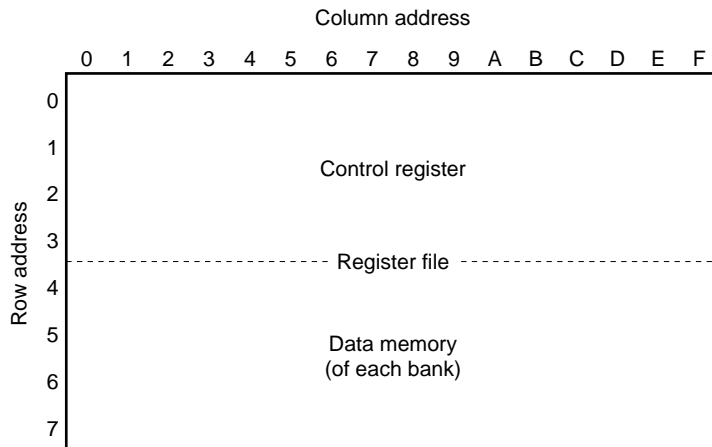 Column address
0 1 2 3 4 5 6 7 8 9 A B C D E F
Row address
0
1
Control register
2
3
Register file
4
5
Data memory
(of each bank)
6
7